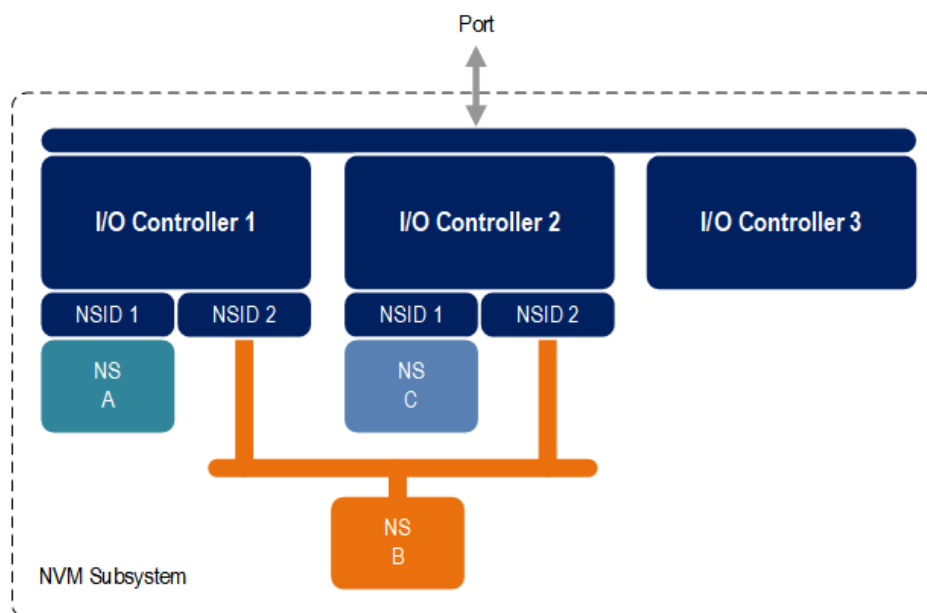 Port
I/O Controller 1
I/O Controller 2
I/O Controller 3
NSID 1
NSID 2
NSID 1
NSID 2
NS
A
NS
C
NS
B
NVM Subsystem